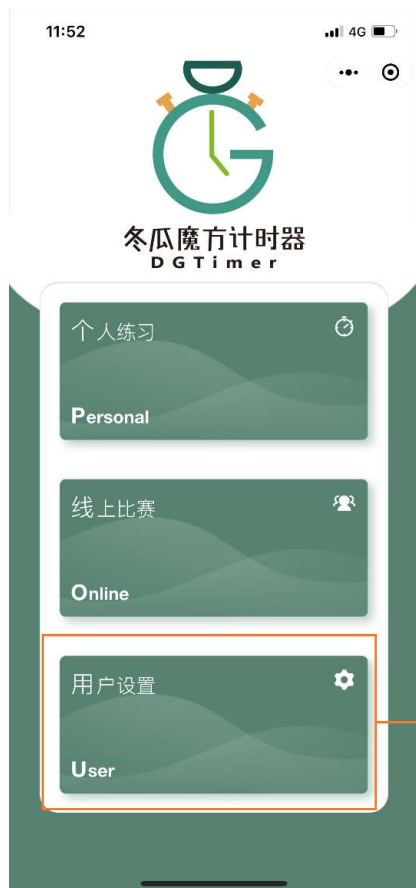 11:52
4G
冬瓜魔方计时器
DGTimer
个人练习
Personal
线上比赛
Online
用户设置
User